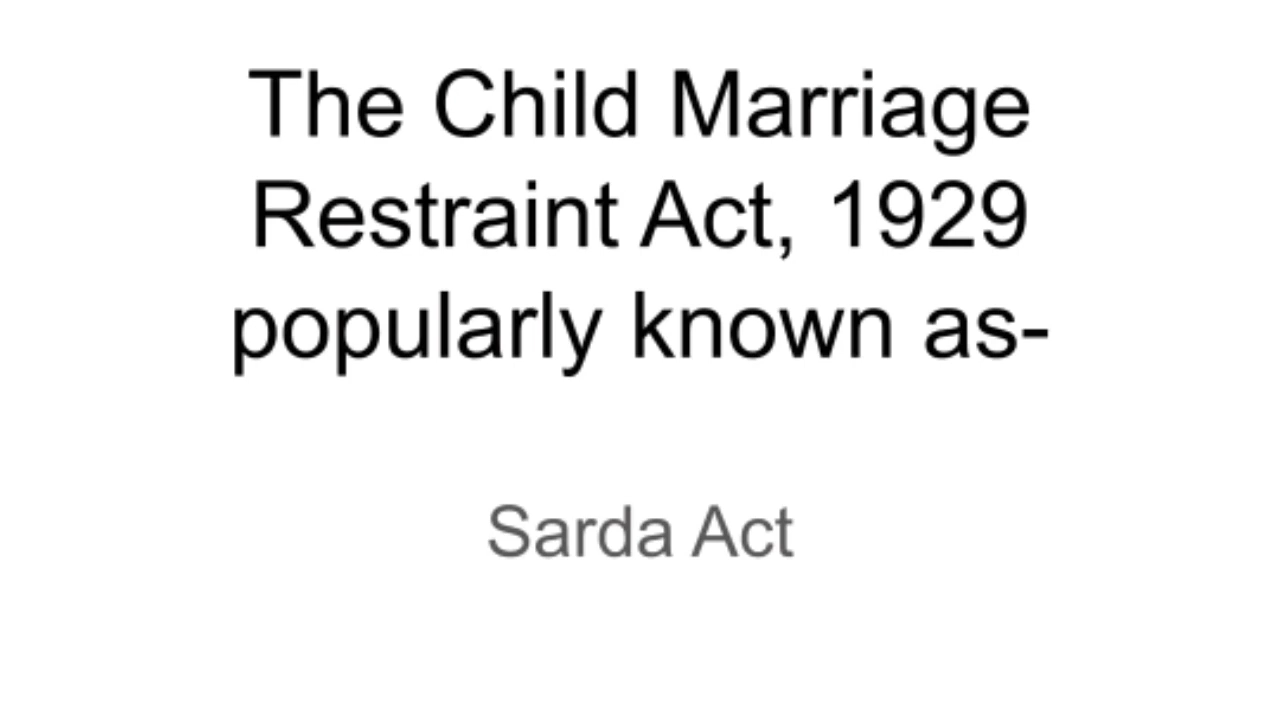 The Child Marriage
Restraint Act, 1929
popularly known as-
Sarda Act